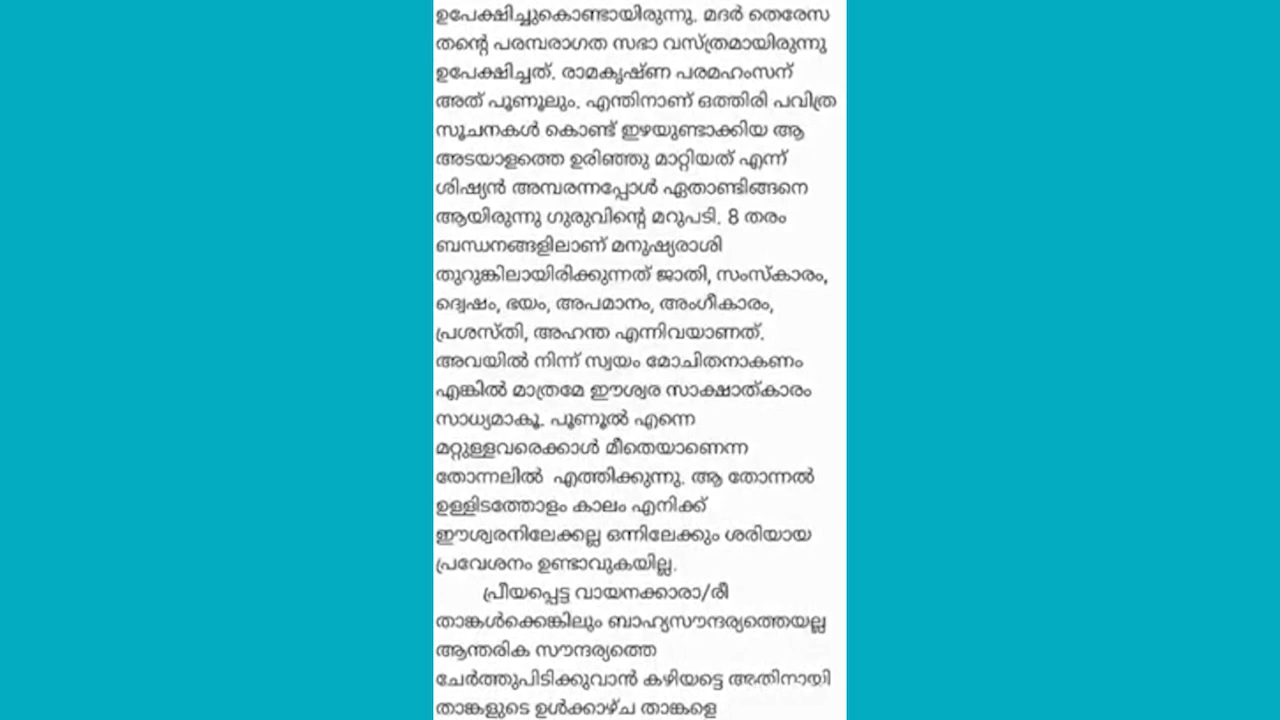 ഉപേക്ഷിച്ചുകൊണ്ടായിരുന്നു. മദർ തെരേസ
തന്റെ പരമ്പരാഗത സഭാ വസ്ത്രമായിരുന്നു
ഉപേക്ഷിച്ചത്. രാമകൃഷ്ണ പരമഹംസന്
അത് പൂണൂലും. എന്തിനാണ് ഒത്തിരി പവിത്ര
സൂചനകൾ കൊണ്ട് ഇഴയുണ്ടാക്കിയ ആ
അടയാളത്തെ ഉരിഞ്ഞു മാറ്റിയത് എന്ന്
ശിഷ്യൻ അമ്പരന്നപ്പോൾ ഏതാണ്ടിങ്ങനെ
ആയിരുന്നു ഗുരുവിന്റെ മറുപടി. 8 തരം
ബന്ധനങ്ങളിലാണ് മനുഷ്യരാശി
തുറുങ്കിലായിരിക്കുന്നത് ജാതി, സംസ്കാരം,
ദ്വെഷം, ഭയം, അപമാനം, അംഗീകാരം,
പ്രശസ്തി, അഹന്ത എന്നിവയാണത്.
അവയിൽ നിന്ന് സ്വയം മോചിതനാകണം
എങ്കിൽ മാത്രമേ ഈശ്വര സാക്ഷാത്കാരം
സാധ്യമാകൂ. പൂണൂൽ എന്നെ
മറ്റുള്ളവരെക്കാൾ മീതെയാണെന്ന
തോന്നലിൽ എത്തിക്കുന്നു. ആ തോന്നൽ
ഉള്ളിടത്തോളം കാലം എനിക്ക്
ഈശ്വരനിലേക്കല്ല ഒന്നിലേക്കും ശരിയായ
പ്രവേശനം ഉണ്ടാവുകയില്ല.
പ്രീയപ്പെട്ട വായനക്കാരാ/രീ
താങ്കൾക്കെങ്കിലും ബാഹ്യസൗന്ദര്യത്തെയല്ല
ആന്തരിക സൗന്ദര്യത്തെ
ചേർത്തുപിടിക്കുവാൻ കഴിയട്ടെ അതിനായി
താങ്കളുടെ ഉൾക്കാഴ്ച താങ്കളെ